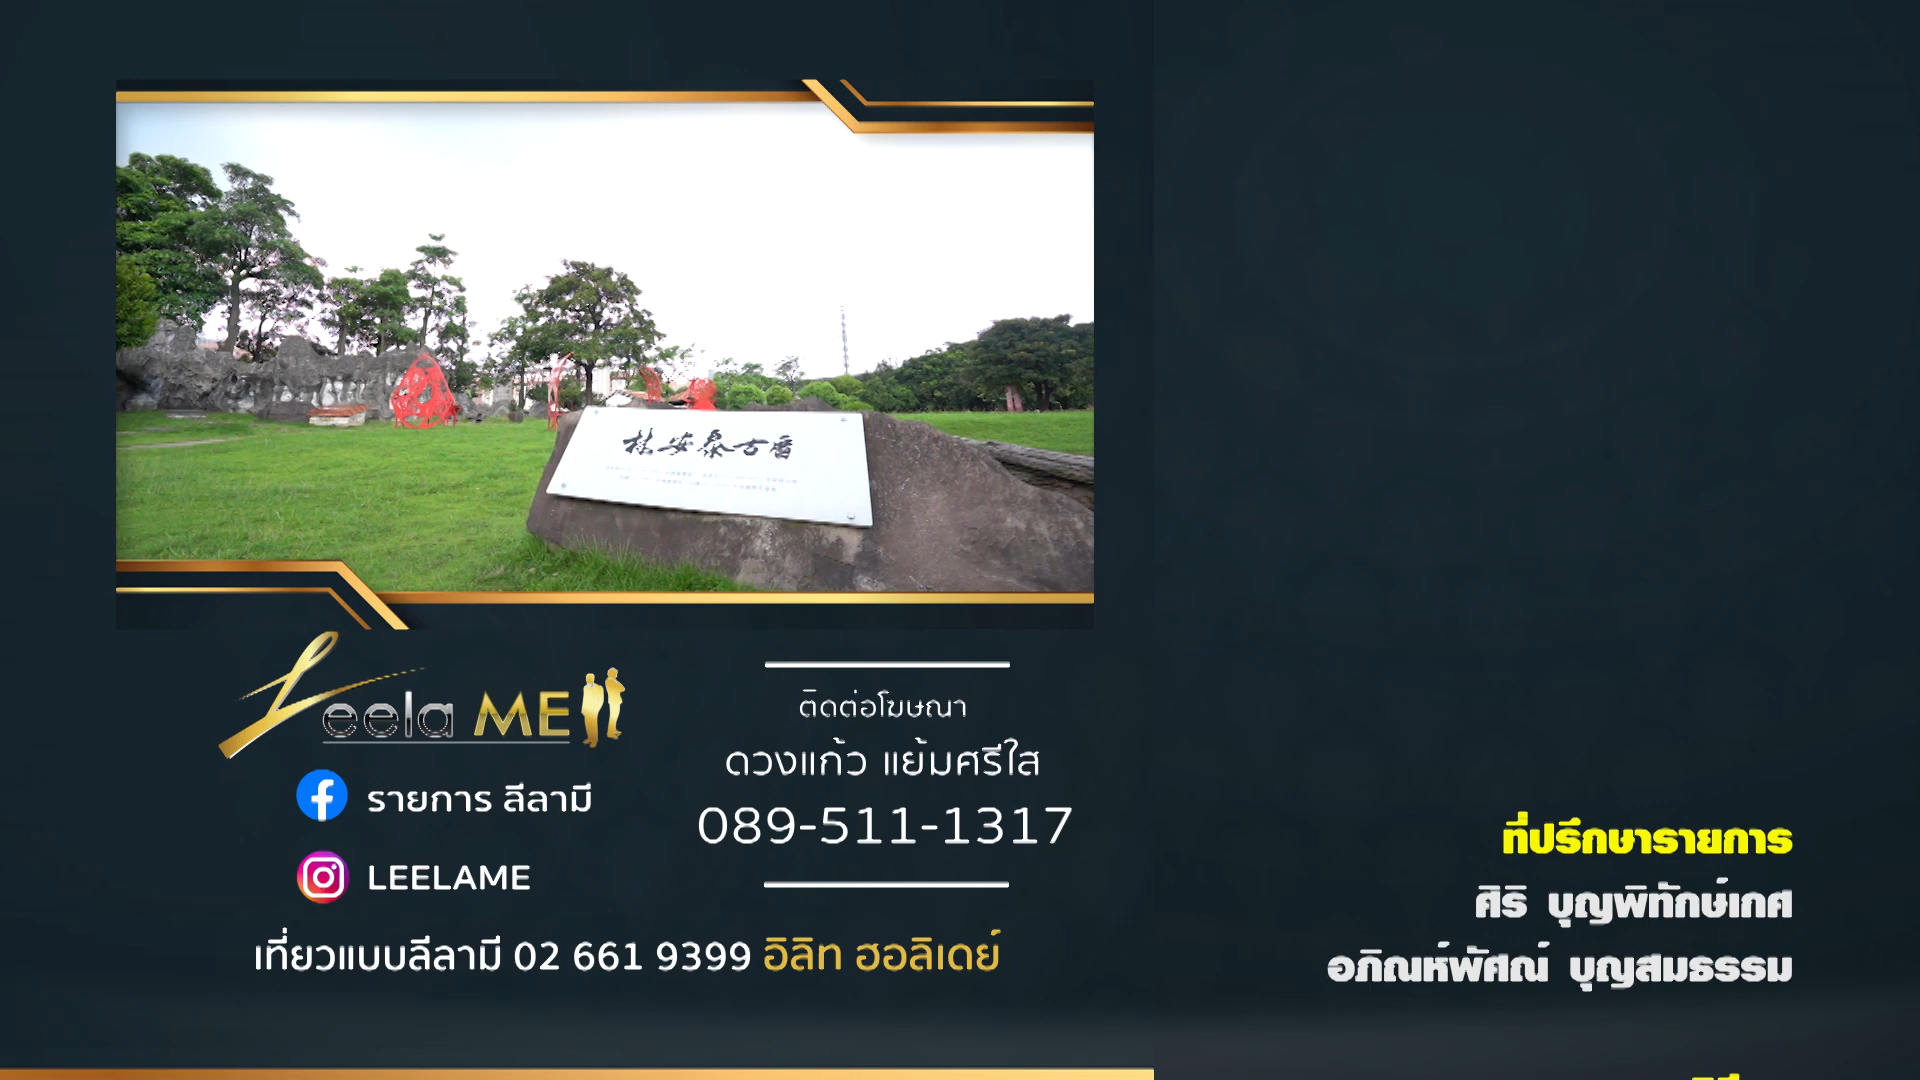 番古泰安桂
Leela ME
รายการ ลีลามี
LEELAME
ติดต่อโฆษณา
ดวงแก้ว แย้มศรีใส
089-511-1317
เที่ยวแบบลีลามี 02 661 9399 อิลิท ฮอลิเดย์
ที่ปรึกษารายการ
ศิริ บุญพิทักษ์เกศ
อภิณห์พัศณ์ บุญสมธรรม